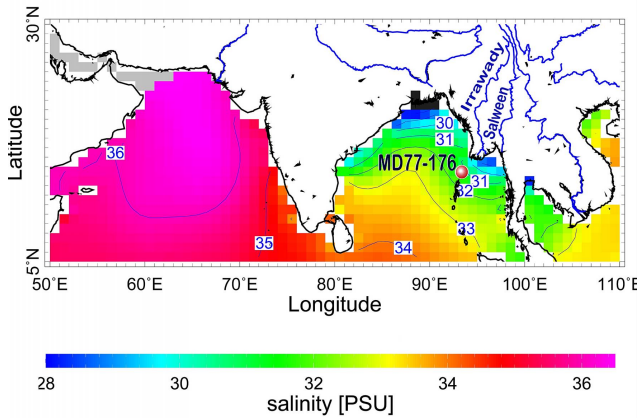 30°N
Latitude
5°N
36
35
34
33
32
31
31
30
MD77-176
Irrawady
Salween
50°E 60°E 70°E 80°E 90°E 100°E 110°E
Longitude
28 30 32 34 36
salinity [PSU]